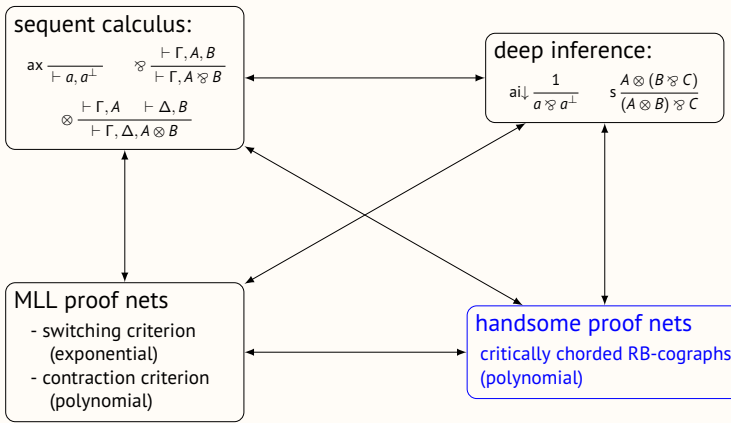 sequent calculus:
ax ───── ⊢ a, a⊥   ⅋ ⊢ Γ, A, B / ⊢ Γ, A ⅋ B
⊗ ⊢ Γ, A   ⊢ Δ, B / ⊢ Γ, Δ, A ⊗ B
deep inference:
ai↓ 1 / a ⅋ a⊥   s A ⊗ (B ⅋ C) / (A ⊗ B) ⅋ C
MLL proof nets
- switching criterion
(exponential)
- contraction criterion
(polynomial)
handsome proof nets
critically chorded RB-cographs
(polynomial)